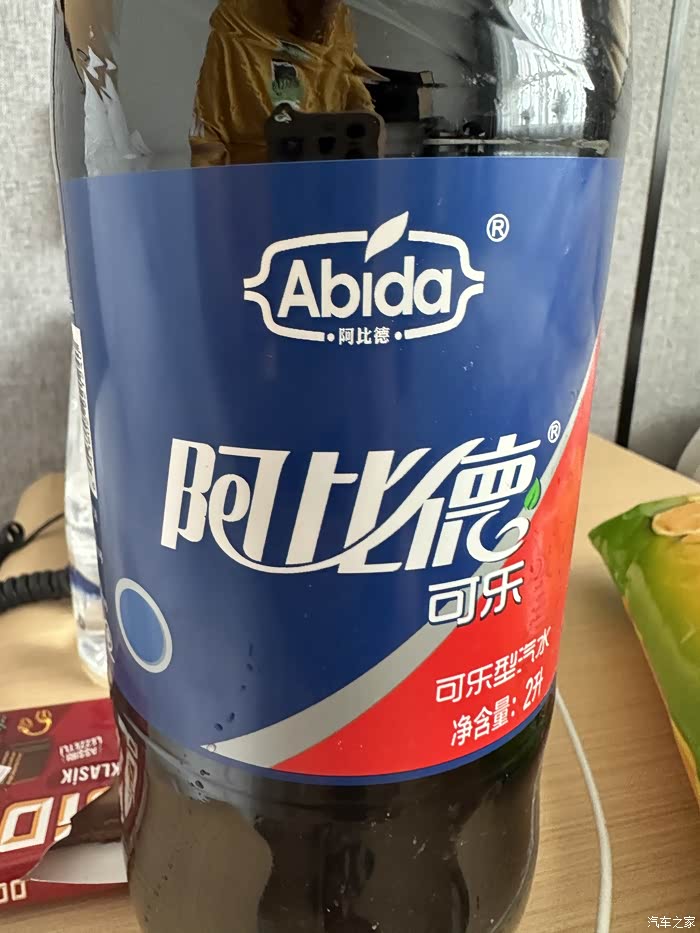 Abida®
·阿比德·
阿比德®
可乐
可乐型汽水
净含量：2升
KLASİK
汽车之家